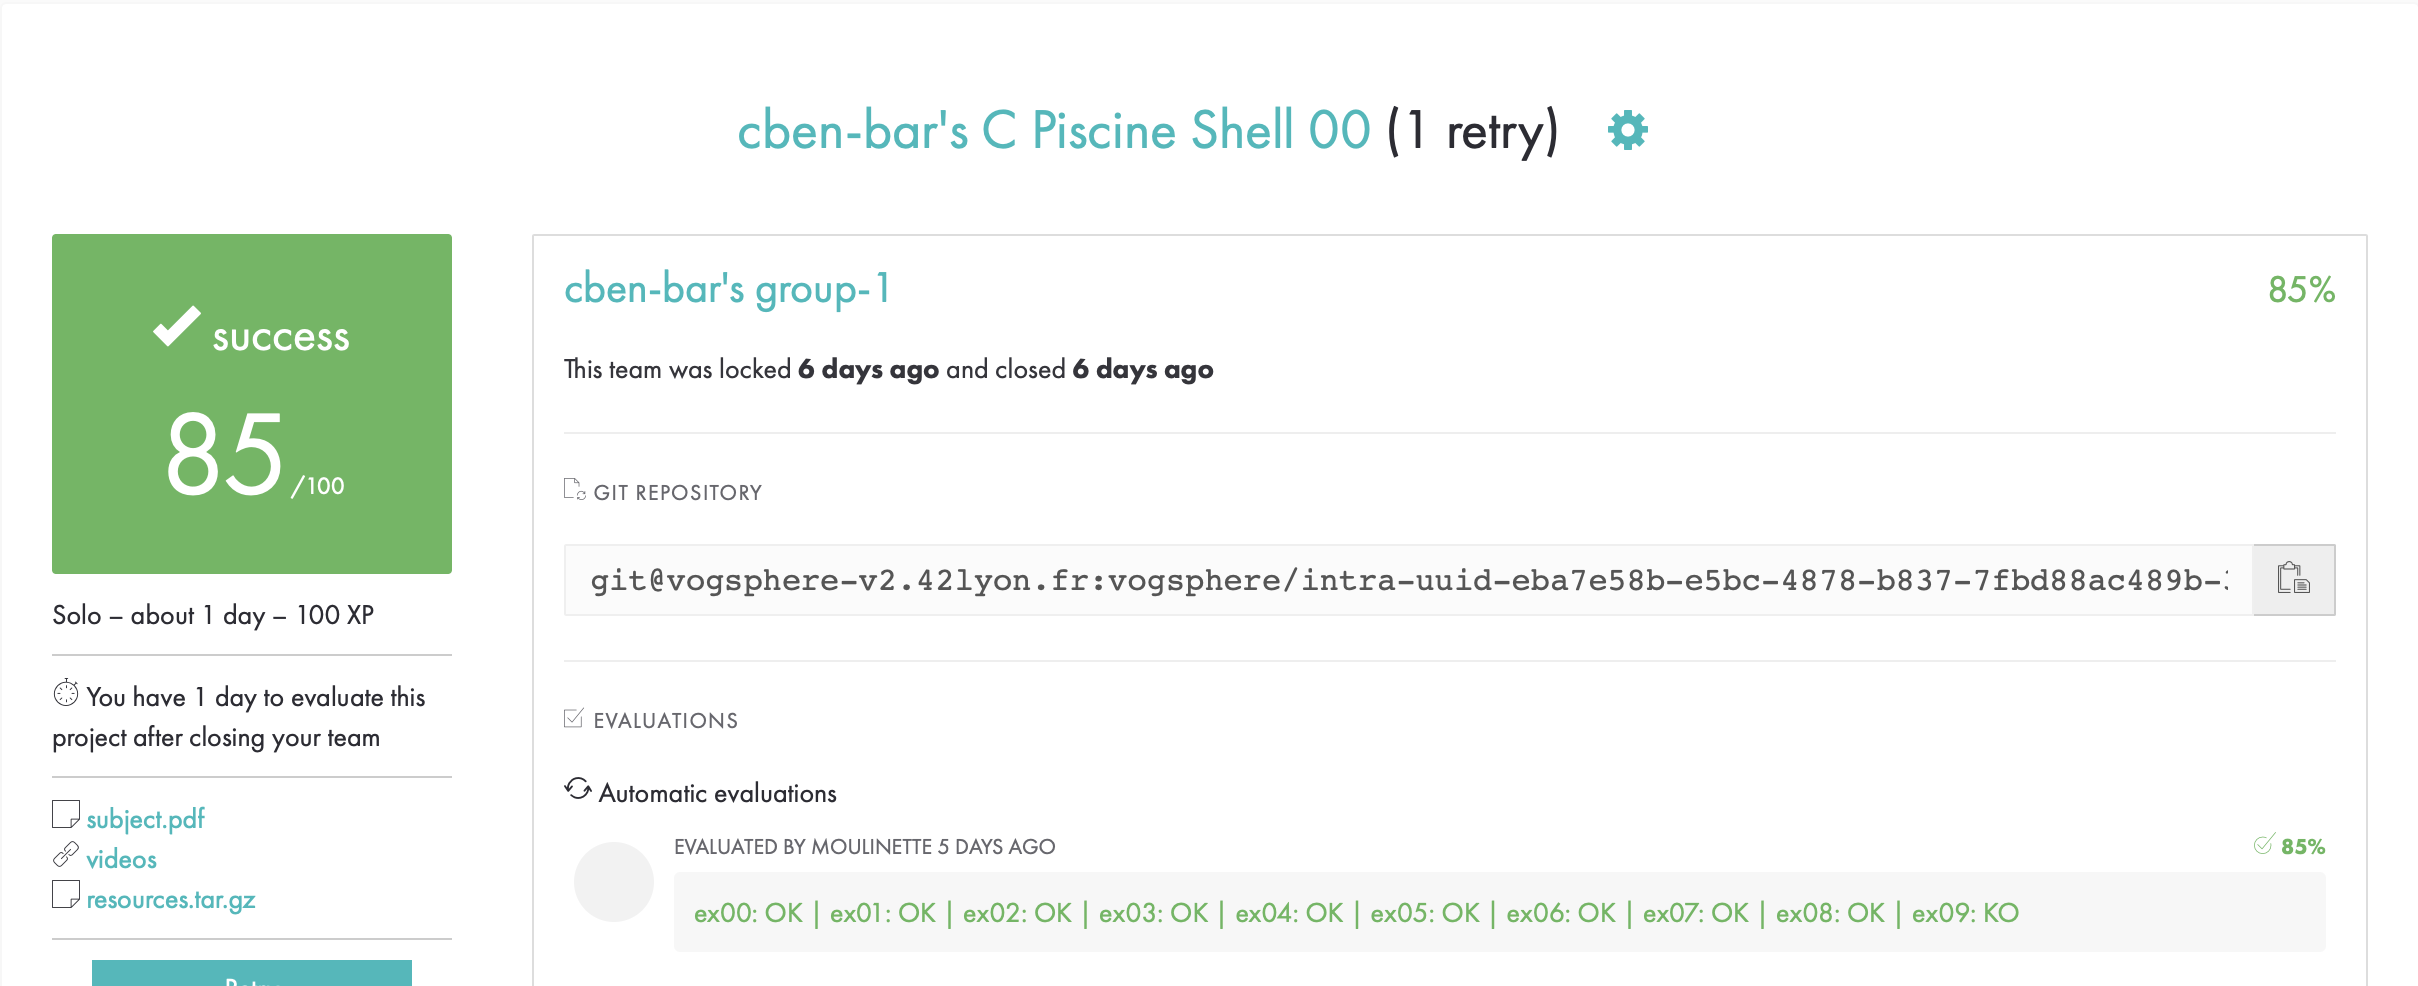 cben-bar's C Piscine Shell 00 (1 retry)
success
85/100
Solo – about 1 day – 100 XP
You have 1 day to evaluate this
project after closing your team
subject.pdf
videos
resources.tar.gz
cben-bar's group-1
85%
This team was locked 6 days ago and closed 6 days ago
GIT REPOSITORY
git@vogsphere-v2.42lyon.fr:vogsphere/intra-uuid-eba7e58b-e5bc-4878-b837-7fbd88ac489b-
EVALUATIONS
Automatic evaluations
EVALUATED BY MOULINETTE 5 DAYS AGO
85%
ex00: OK | ex01: OK | ex02: OK | ex03: OK | ex04: OK | ex05: OK | ex06: OK | ex07: OK | ex08: OK | ex09: KO